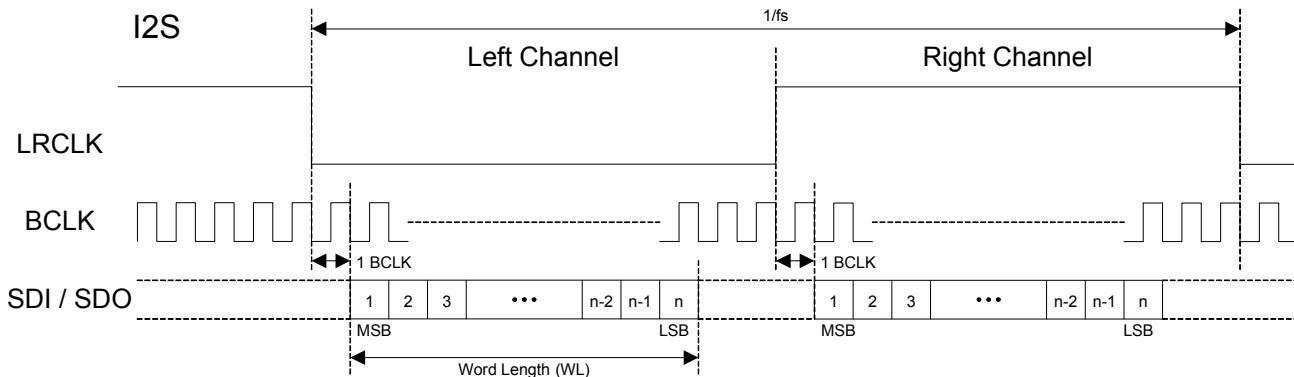 I2S
1/fs
Left Channel Right Channel
LRCLK
BCLK
1 BCLK 1 BCLK
SDI / SDO 1 2 3 ••• n-2 n-1 n 1 2 3 ••• n-2 n-1 n
MSB LSB MSB LSB
Word Length (WL)